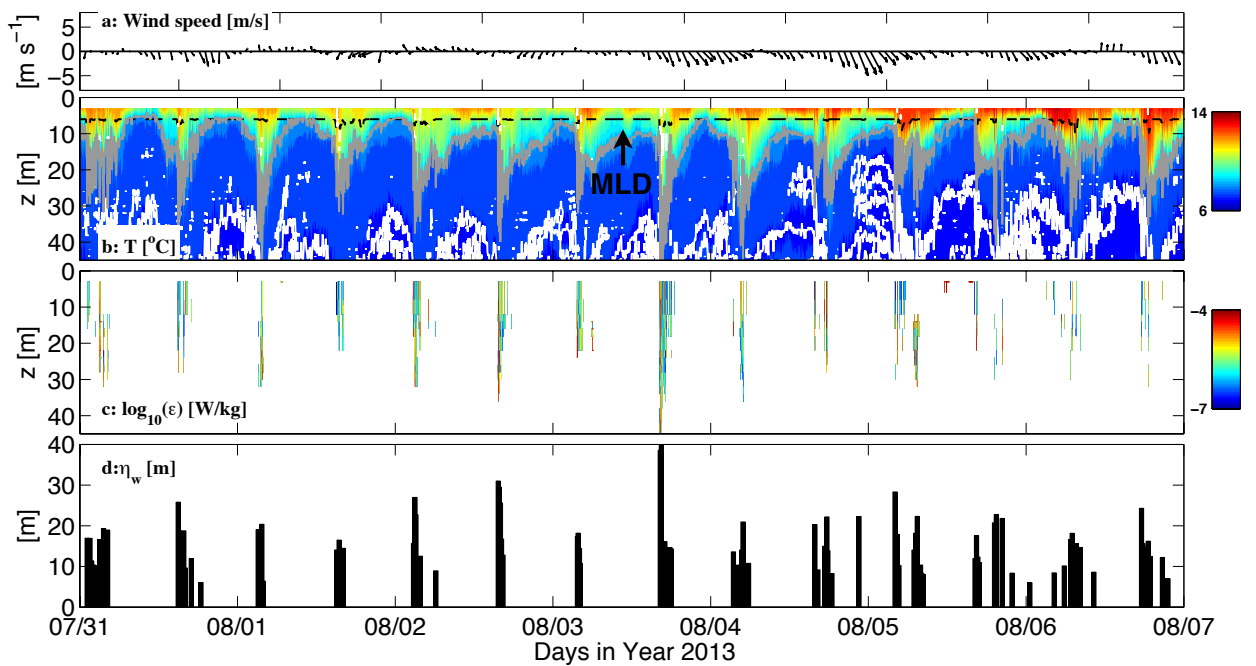 a: Wind speed [m/s]
[m s⁻¹]
5
0
−5
0
10
20
30
40
z [m]
MLD
b: T [°C]
14
6
0
10
20
30
40
z [m]
c: log₁₀(ε) [W/kg]
−4
−7
40
30
20
10
0
[m]
d:η_w [m]
07/31 08/01 08/02 08/03 08/04 08/05 08/06 08/07
Days in Year 2013